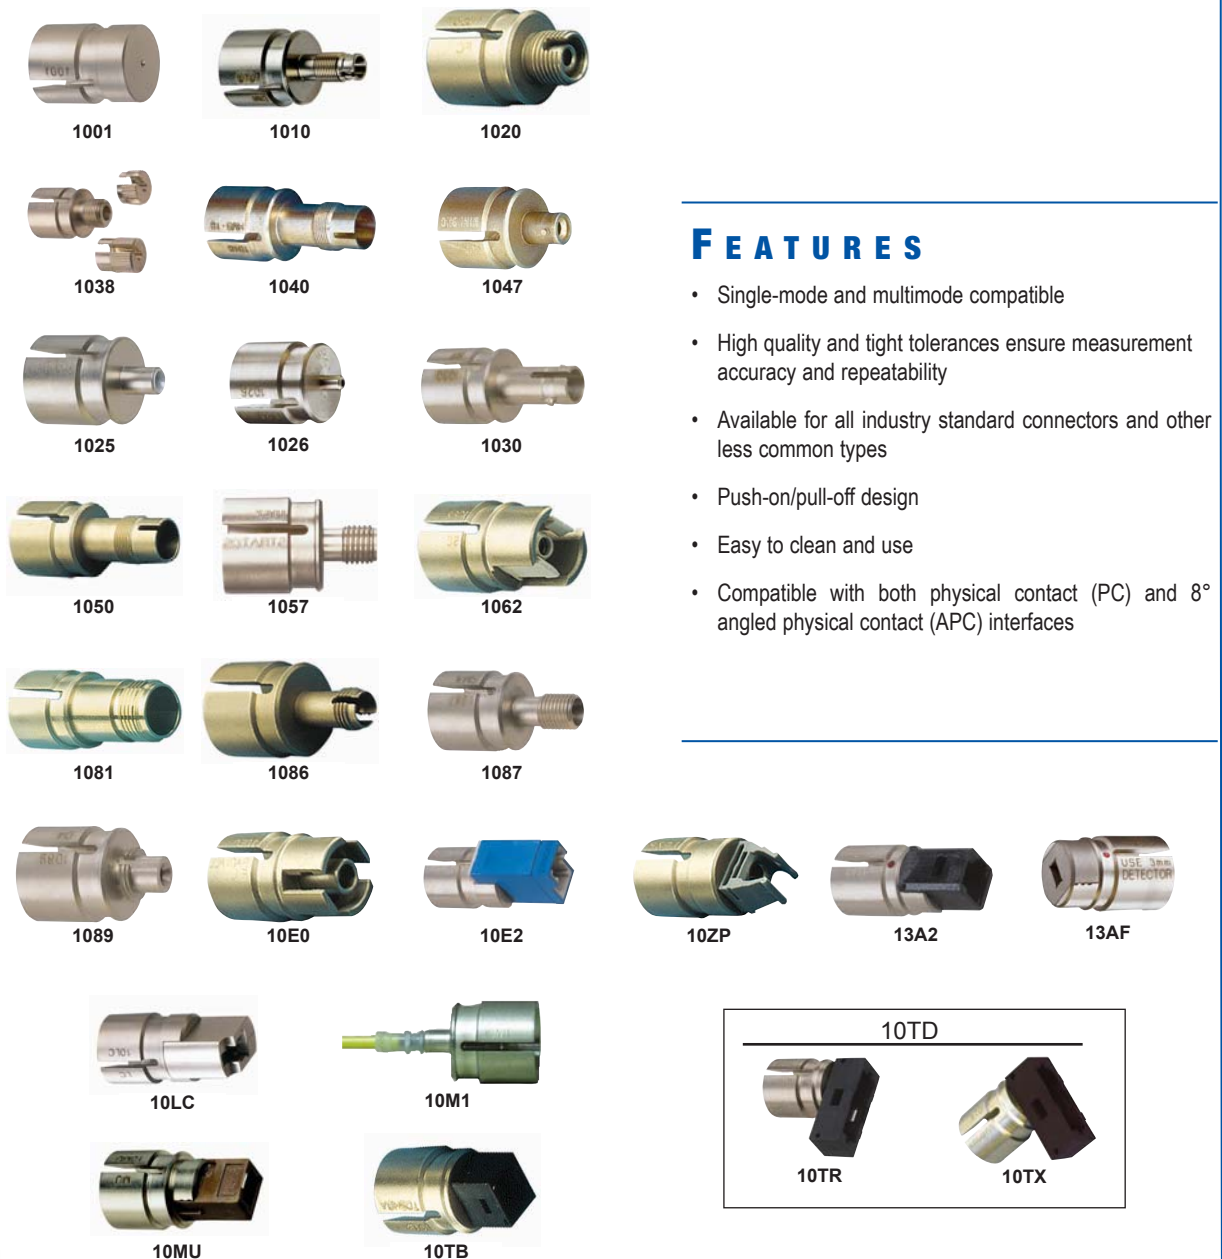 1001
1010
1020
1038
1040
1047
1025
1026
1030
1050
1057
1062
1081
1086
1087
FEATURES
• Single-mode and multimode compatible
• High quality and tight tolerances ensure measurement
accuracy and repeatability
• Available for all industry standard connectors and other
less common types
• Push-on/pull-off design
• Easy to clean and use
• Compatible with both physical contact (PC) and 8°
angled physical contact (APC) interfaces
1089
10E0
10E2
10ZP
13A2
USE 3mm
DETECTOR
13AF
10LC
LC
10LC
10M1
10TD
10TR
10TX
10MU
10TB